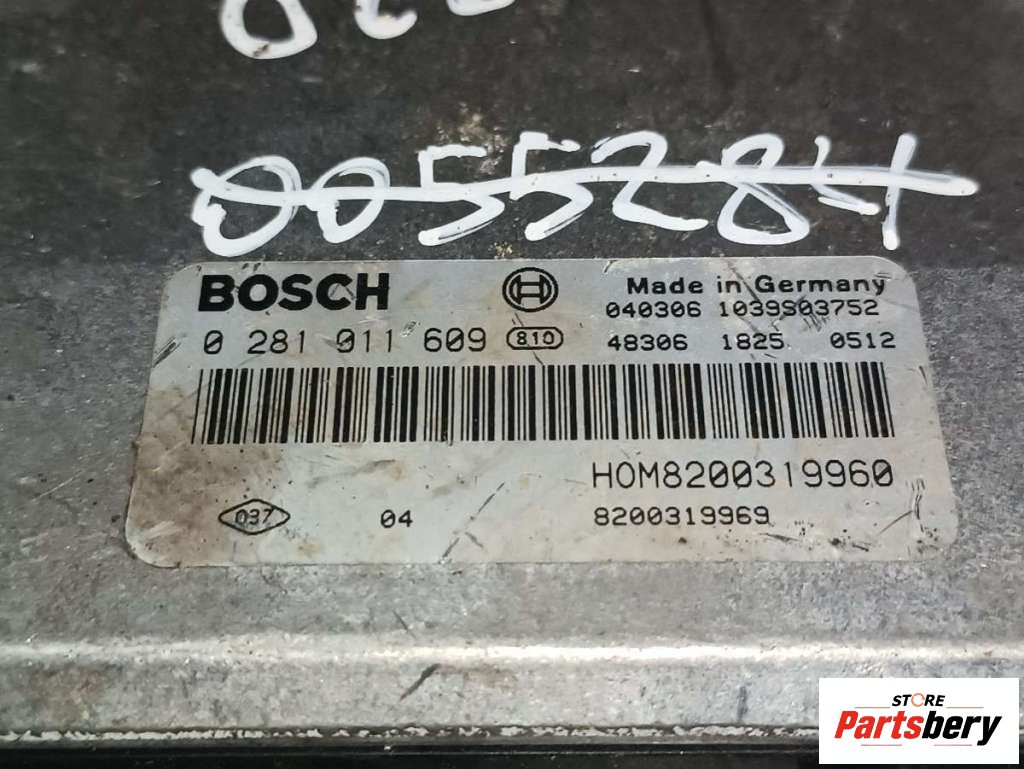 0055284
BOSCH Made in Germany
040306 1039S03752
0 281 011 609 810 48306 1825 0512
HOM8200319960
037 04 8200319969
STORE
Partsbery